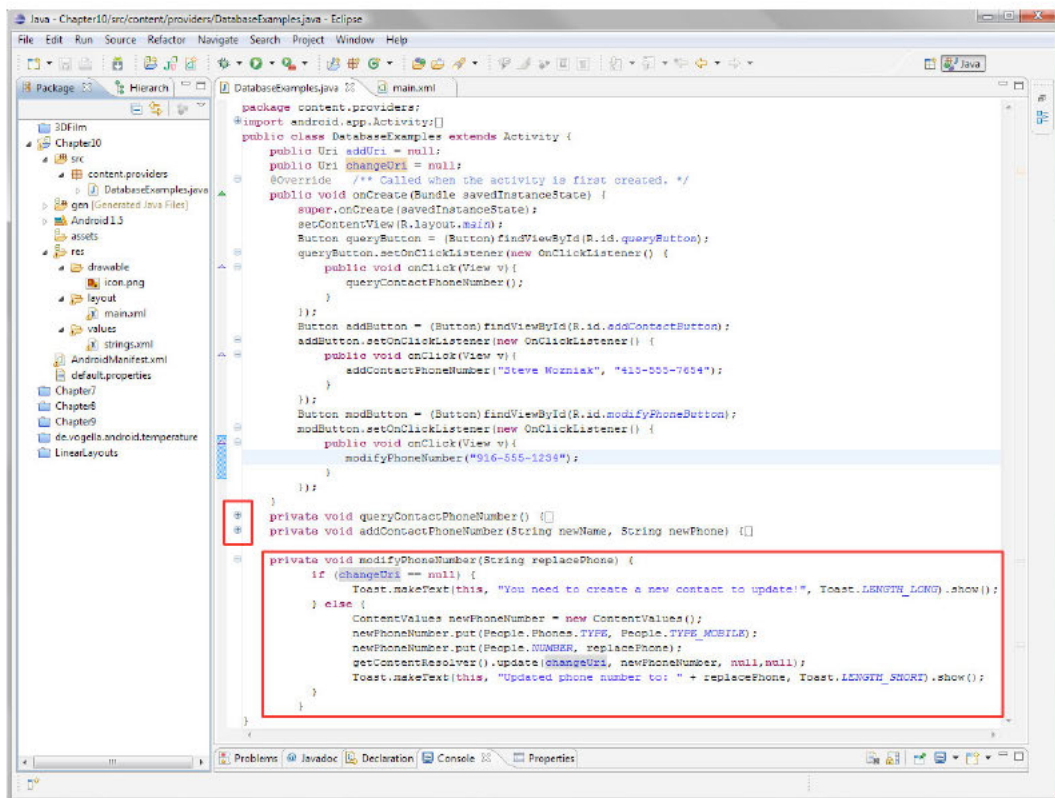 Java - Chapter10/src/content/providers/DatabaseExamples.java - Eclipse
File Edit Run Source Refactor Navigate Search Project Window Help
Java
Package Hierarch
3DFilm
Chapter10
src
content.providers
DatabaseExamples.java
gen [Generated Java Files]
Android 1.5
assets
res
drawable
icon.png
layout
main.xml
values
strings.xml
AndroidManifest.xml
default.properties
Chapter7
Chapter8
Chapter9
de.vogella.android.temperature
LinearLayouts
DatabaseExamples.java main.xml
package content.providers;
import android.app.Activity;
public class DatabaseExamples extends Activity {
public Uri addUri = null;
public Uri changeUri = null;
@Override /** Called when the activity is first created. */
public void onCreate(Bundle savedInstanceState) {
super.onCreate(savedInstanceState);
setContentView(R.layout.main);
Button queryButton = (Button)findViewById(R.id.queryButton);
queryButton.setOnClickListener(new OnClickListener() {
public void onClick(View v){
queryContactPhoneNumber();
}
});
Button addButton = (Button)findViewById(R.id.addContactButton);
addButton.setOnClickListener(new OnClickListener() {
public void onClick(View v){
addContactPhoneNumber("Steve Wozniak", "415-555-7654");
}
});
Button modButton = (Button)findViewById(R.id.modifyPhoneButton);
modButton.setOnClickListener(new OnClickListener() {
public void onClick(View v){
modifyPhoneNumber("916-555-1234");
}
});
}
private void queryContactPhoneNumber() {
private void addContactPhoneNumber(String newName, String newPhone) {
private void modifyPhoneNumber(String replacePhone) {
if (changeUri == null) {
Toast.makeText(this, "You need to create a new contact to update!", Toast.LENGTH_LONG).show();
} else {
ContentValues newPhoneNumber = new ContentValues();
newPhoneNumber.put(People.Phones.TYPE, People.TYPE_MOBILE);
newPhoneNumber.put(People.NUMBER, replacePhone);
getContentResolver().update(changeUri, newPhoneNumber, null,null);
Toast.makeText(this, "Updated phone number to: " + replacePhone, Toast.LENGTH_SHORT).show();
}
}
}
Problems Javadoc Declaration Console Properties